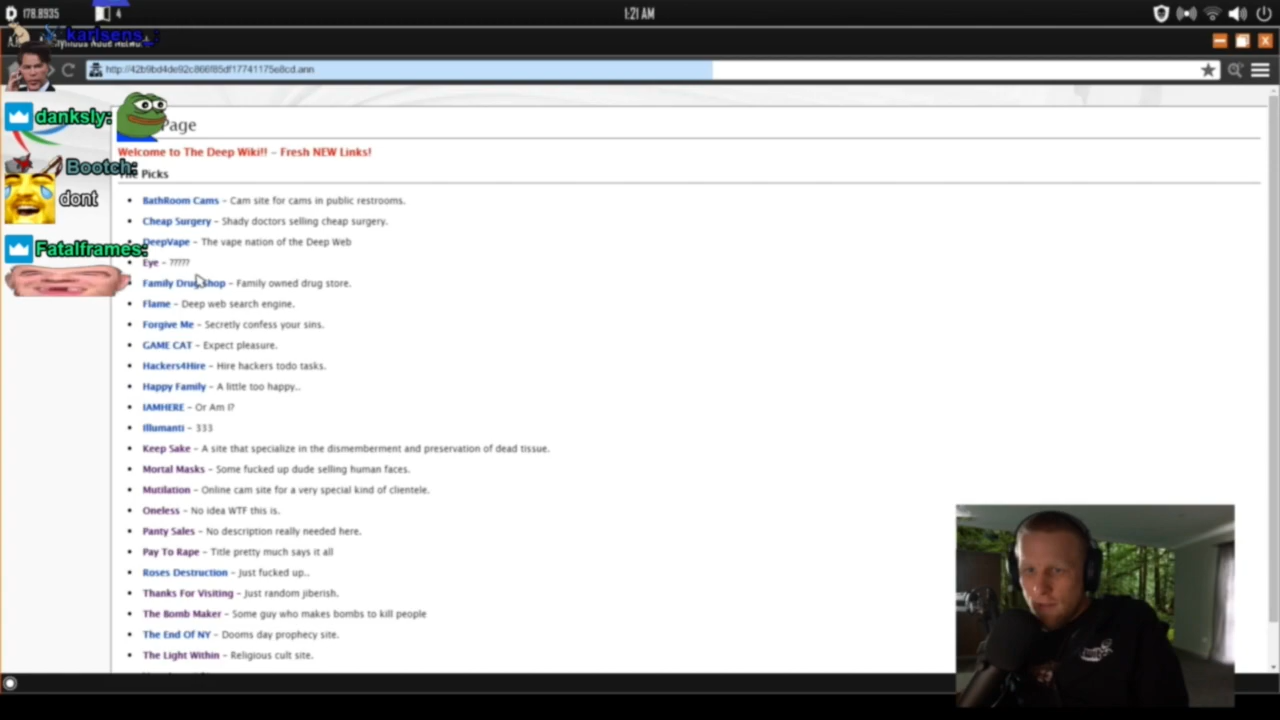 178.8935
4
1:21 AM
karlsens_:
http://42b9bd4de92c866f85df17741175e8cd.ann
danksly:
Page
Welcome to The Deep Wiki!! – Fresh NEW Links!
Bootch:
Picks
dont
BathRoom Cams – Cam site for cams in public restrooms.
Cheap Surgery – Shady doctors selling cheap surgery.
DeepVape – The vape nation of the Deep Web
Fatalframes:
Eye – ?????
Family Drug Shop – Family owned drug store.
Flame – Deep web search engine.
Forgive Me – Secretly confess your sins.
GAME CAT – Expect pleasure.
Hackers4Hire – Hire hackers todo tasks.
Happy Family – A little too happy..
IAMHERE – Or Am I?
Illumanti – 333
Keep Sake – A site that specialize in the dismemberment and preservation of dead tissue.
Mortal Masks – Some fucked up dude selling human faces.
Mutilation – Online cam site for a very special kind of clientele.
Oneless – No idea WTF this is.
Panty Sales – No description really needed here.
Pay To Rape – Title pretty much says it all
Roses Destruction – Just fucked up..
Thanks For Visiting – Just random jiberish.
The Bomb Maker – Some guy who makes bombs to kill people
The End Of NY – Dooms day prophecy site.
The Light Within – Religious cult site.